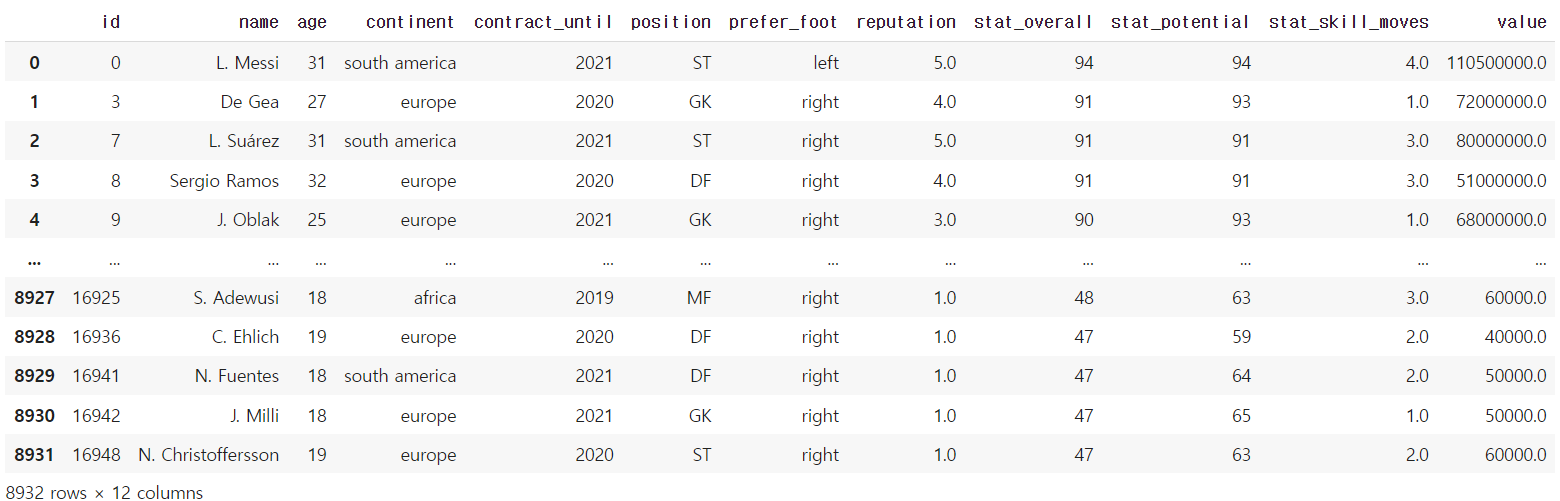 id name age continent contract_until position prefer_foot reputation stat_overall stat_potential stat_skill_moves value
0 0 L. Messi 31 south america 2021 ST left 5.0 94 94 4.0 110500000.0
1 3 De Gea 27 europe 2020 GK right 4.0 91 93 1.0 72000000.0
2 7 L. Suárez 31 south america 2021 ST right 5.0 91 91 3.0 80000000.0
3 8 Sergio Ramos 32 europe 2020 DF right 4.0 91 91 3.0 51000000.0
4 9 J. Oblak 25 europe 2021 GK right 3.0 90 93 1.0 68000000.0
... ... ... ... ... ... ... ... ... ... ... ... ...
8927 16925 S. Adewusi 18 africa 2019 MF right 1.0 48 63 3.0 60000.0
8928 16936 C. Ehlich 19 europe 2020 DF right 1.0 47 59 2.0 40000.0
8929 16941 N. Fuentes 18 south america 2021 DF right 1.0 47 64 2.0 50000.0
8930 16942 J. Milli 18 europe 2021 GK right 1.0 47 65 1.0 50000.0
8931 16948 N. Christoffersson 19 europe 2020 ST right 1.0 47 63 2.0 60000.0
8932 rows × 12 columns